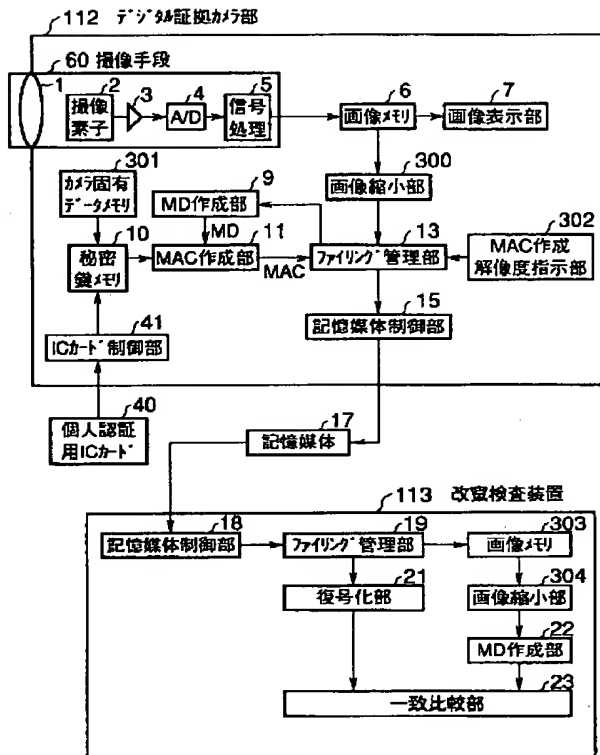 112 デジタル証拠カメラ部
60 撮像手段
1
2
撮像
素子
3
4
A/D
5
信号
処理
6
画像メモリ
7
画像表示部
301
カメラ固有
データメモリ
9
MD作成部
300
画像縮小部
MD
10
秘密
鍵メモリ
11
MAC作成部
MAC
13
ファイリング管理部
302
MAC作成
解像度指示部
15
記憶媒体制御部
41
ICカード制御部
40
個人認証
用ICカード
17
記憶媒体
113 改竄検査装置
18
記憶媒体制御部
19
ファイリング管理部
303
画像メモリ
21
復号化部
304
画像縮小部
22
MD作成部
23
一致比較部